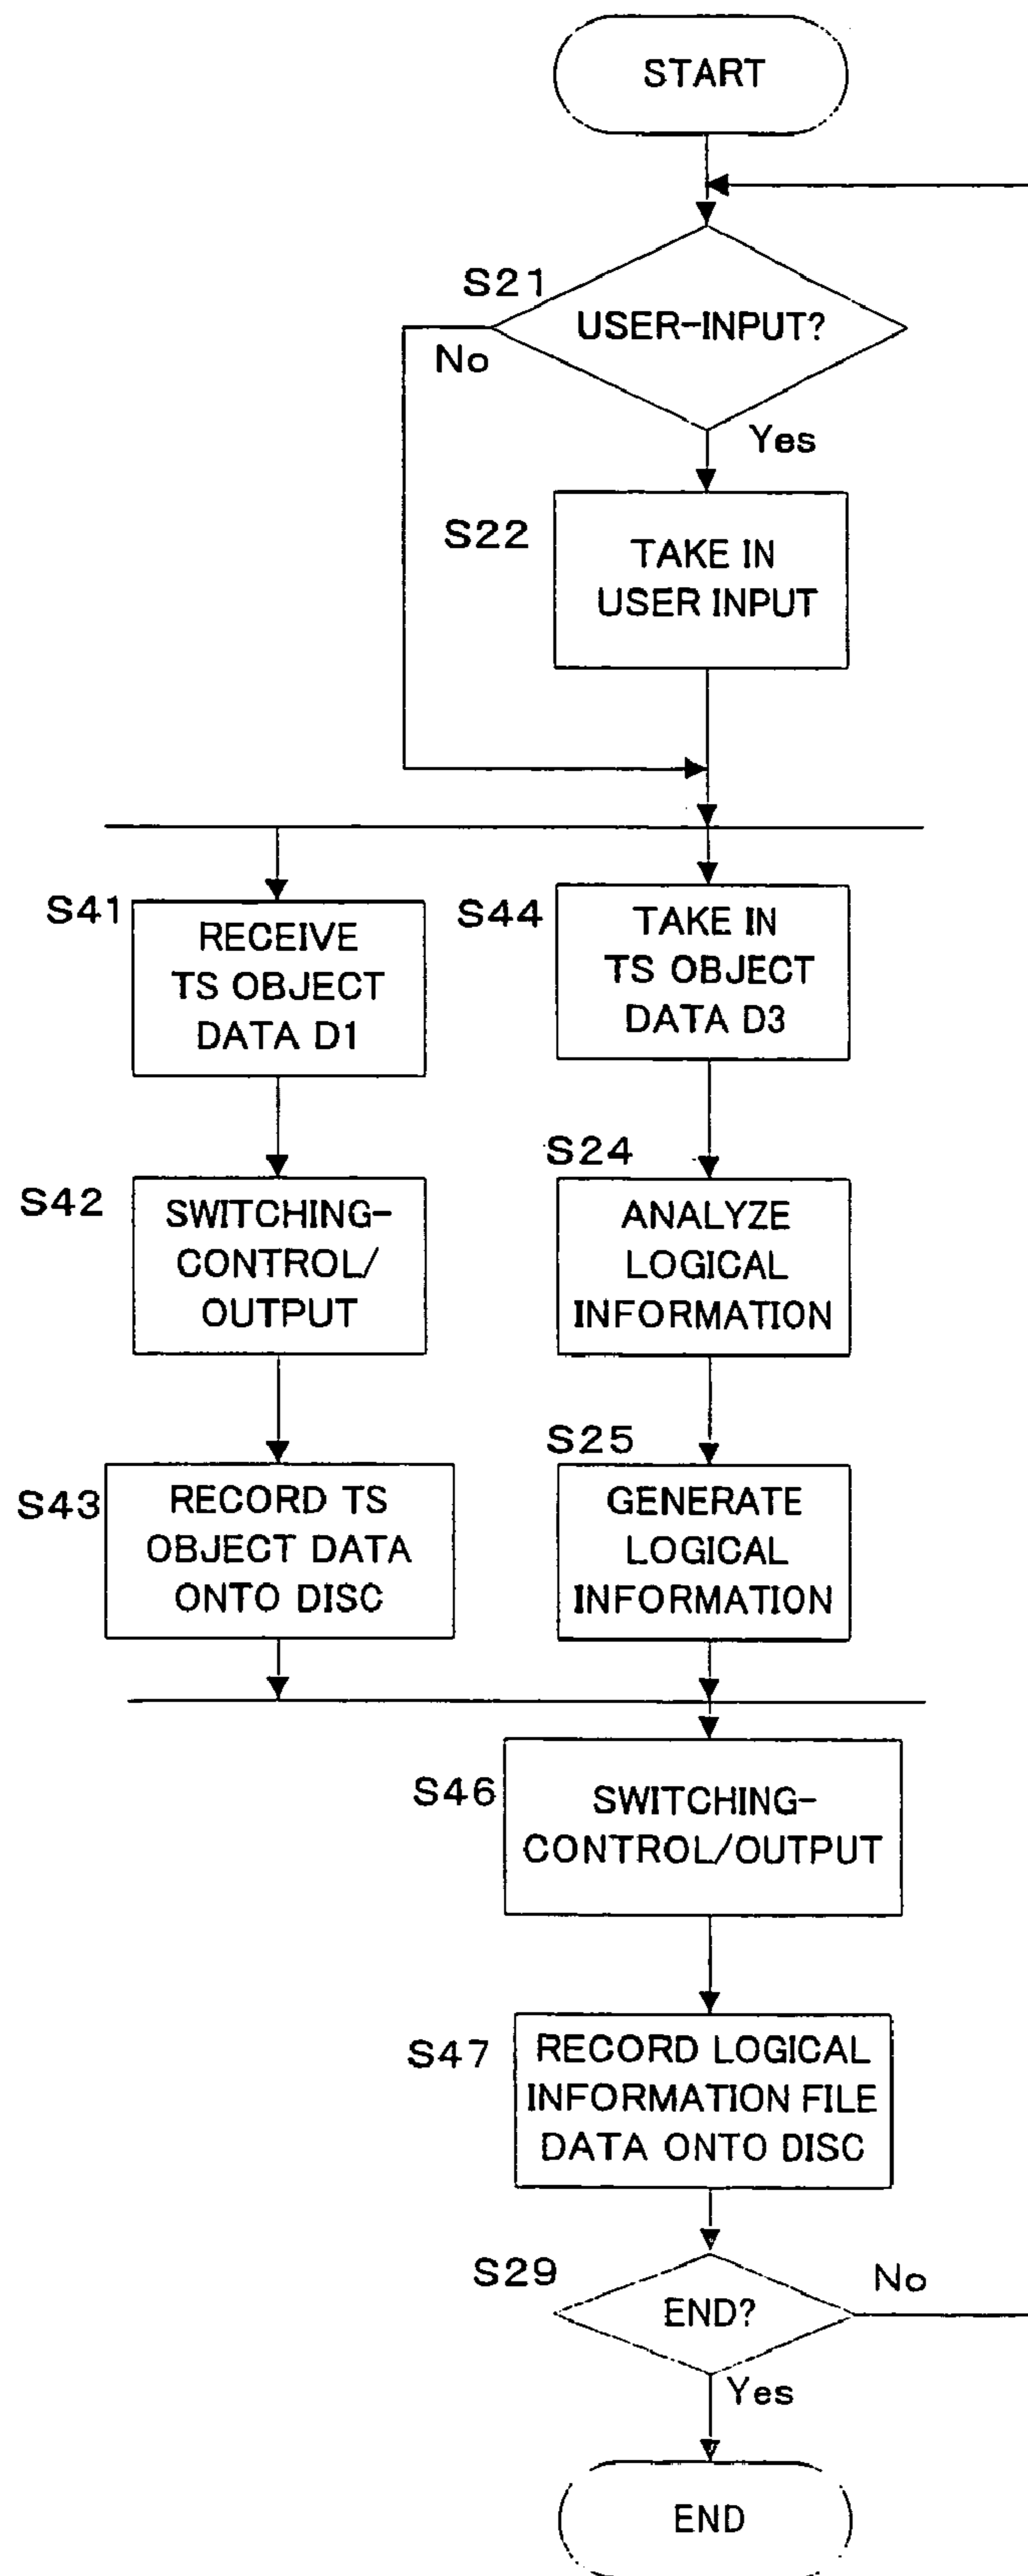 START
S21
USER-INPUT?
No
Yes
S22
TAKE IN
USER INPUT
S41
RECEIVE
TS OBJECT
DATA D1
S42
SWITCHING-
CONTROL/
OUTPUT
S43
RECORD TS
OBJECT DATA
ONTO DISC
S44
TAKE IN
TS OBJECT
DATA D3
S24
ANALYZE
LOGICAL
INFORMATION
S25
GENERATE
LOGICAL
INFORMATION
S46
SWITCHING-
CONTROL/OUTPUT
S47
RECORD LOGICAL
INFORMATION FILE
DATA ONTO DISC
S29
END?
No
Yes
END